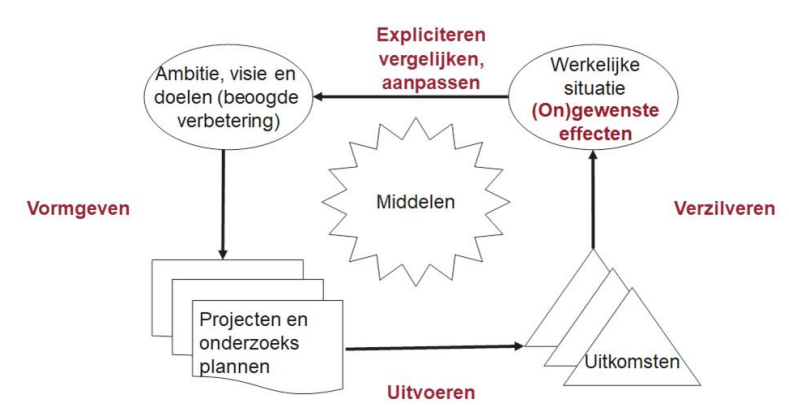 Expliciteren
vergelijken,
aanpassen
Ambitie, visie en
doelen (beoogde
verbetering)
Werkelijke
situatie
(On)gewenste
effecten
Vormgeven
Middelen
Verzilveren
Projecten en
onderzoeks
plannen
Uitkomsten
Uitvoeren